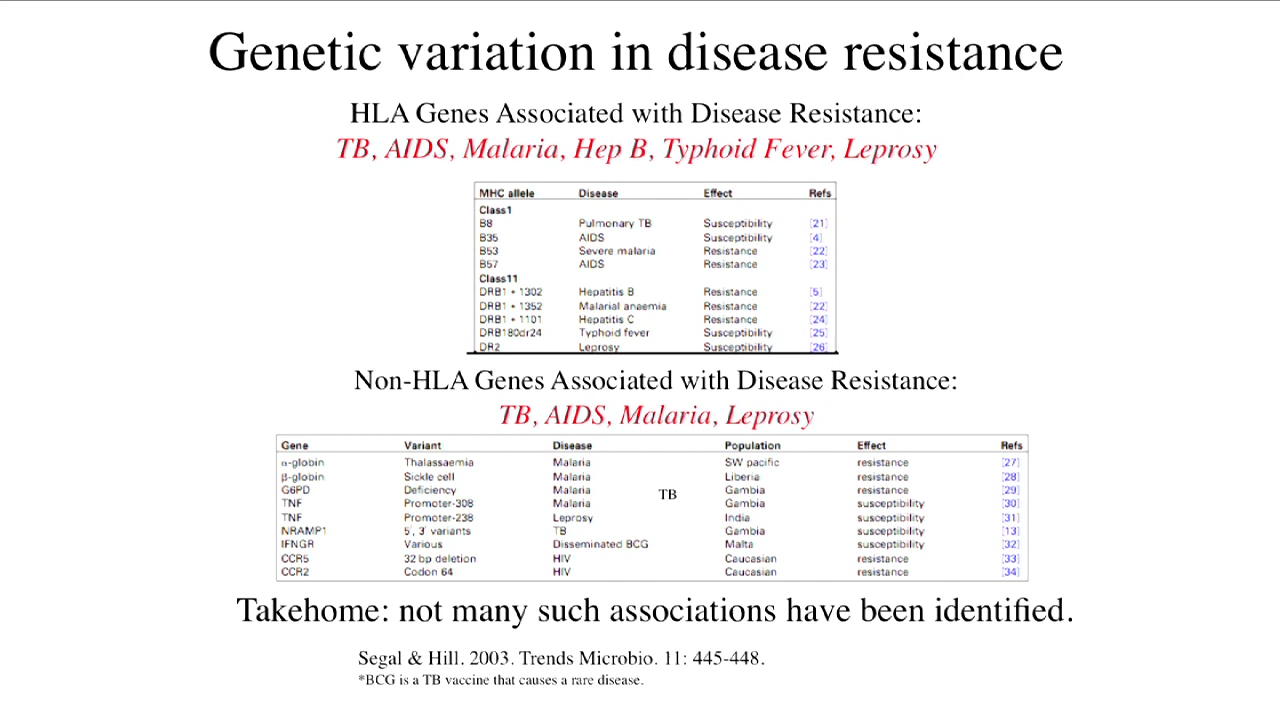 Genetic variation in disease resistance
HLA Genes Associated with Disease Resistance:
TB, AIDS, Malaria, Hep B, Typhoid Fever, Leprosy
MHC allele Disease Effect Refs
Class1
B8 Pulmonary TB Susceptibility [21]
B35 AIDS Susceptibility [4]
B53 Severe malaria Resistance [22]
B57 AIDS Resistance [23]
Class11
DRB1 * 1302 Hepatitis B Resistance [5]
DRB1 * 1352 Malarial anaemia Resistance [22]
DRB1 * 1101 Hepatitis C Resistance [24]
DRB180dr24 Typhoid fever Susceptibility [25]
DR2 Leprosy Susceptibility [26]
Non-HLA Genes Associated with Disease Resistance:
TB, AIDS, Malaria, Leprosy
Gene Variant Disease Population Effect Refs
α-globin Thalassaemia Malaria SW pacific resistance [27]
β-globin Sickle cell Malaria Liberia resistance [28]
G6PD Deficiency Malaria TB Gambia resistance [29]
TNF Promoter-308 Malaria Gambia susceptibility [30]
TNF Promoter-238 Leprosy India susceptibility [31]
NRAMP1 5', 3' variants TB Gambia susceptibility [13]
IFNGR Various Disseminated BCG Malta susceptibility [32]
CCR5 32 bp deletion HIV Caucasian resistance [33]
CCR2 Codon 64 HIV Caucasian resistance [34]
Takehome: not many such associations have been identified.
Segal & Hill. 2003. Trends Microbio. 11: 445-448.
*BCG is a TB vaccine that causes a rare disease.